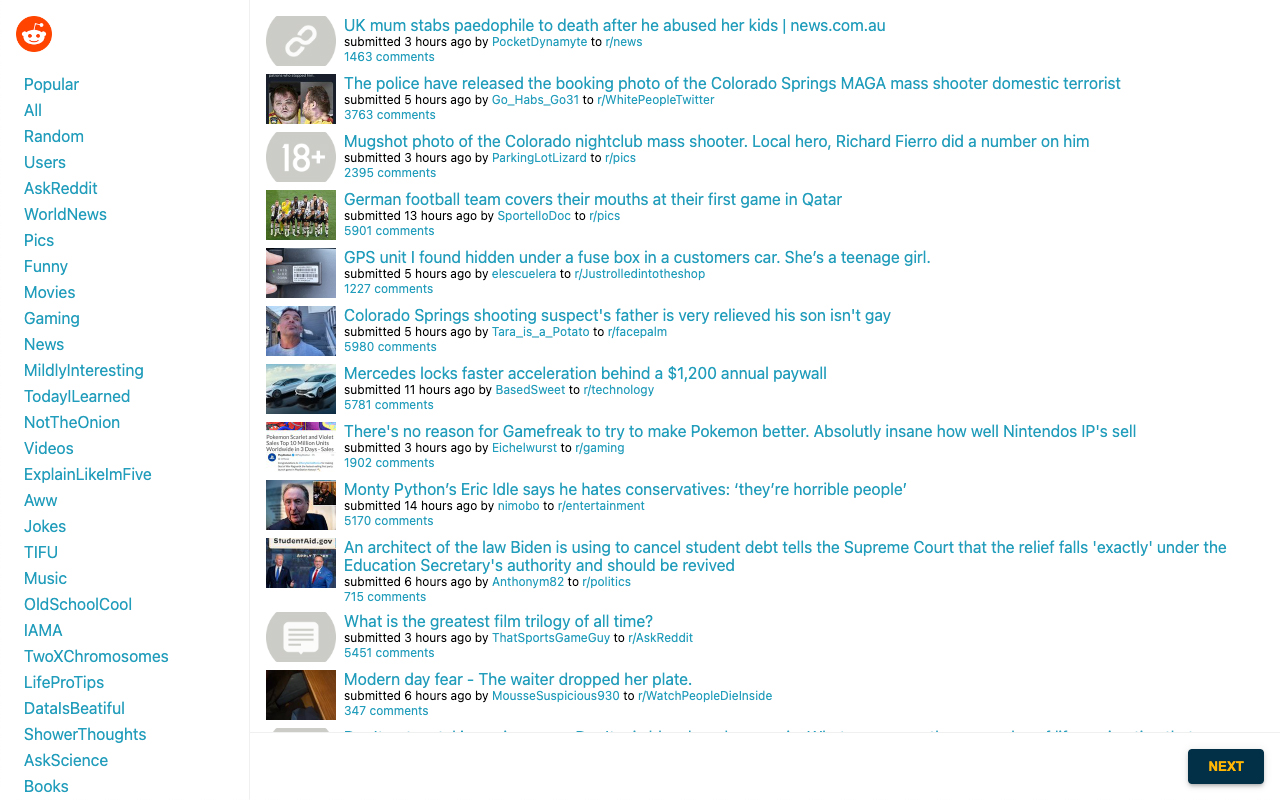 Popular
All
Random
Users
AskReddit
WorldNews
Pics
Funny
Movies
Gaming
News
MildlyInteresting
TodayILearned
NotTheOnion
Videos
ExplainLikeImFive
Aww
Jokes
TIFU
Music
OldSchoolCool
IAMA
TwoXChromosomes
LifeProTips
DataIsBeatiful
ShowerThoughts
AskScience
Books
UK mum stabs paedophile to death after he abused her kids | news.com.au
submitted 3 hours ago by PocketDynamyte to r/news
1463 comments
The police have released the booking photo of the Colorado Springs MAGA mass shooter domestic terrorist
submitted 5 hours ago by Go_Habs_Go31 to r/WhitePeopleTwitter
3763 comments
18+
Mugshot photo of the Colorado nightclub mass shooter. Local hero, Richard Fierro did a number on him
submitted 3 hours ago by ParkingLotLizard to r/pics
2395 comments
German football team covers their mouths at their first game in Qatar
submitted 13 hours ago by SportelloDoc to r/pics
5901 comments
GPS unit I found hidden under a fuse box in a customers car. She’s a teenage girl.
submitted 5 hours ago by elescuelera to r/Justrolledintotheshop
1227 comments
Colorado Springs shooting suspect's father is very relieved his son isn't gay
submitted 5 hours ago by Tara_is_a_Potato to r/facepalm
5980 comments
Mercedes locks faster acceleration behind a $1,200 annual paywall
submitted 11 hours ago by BasedSweet to r/technology
5781 comments
Pokemon Scarlet and Violet
Sales Top 10 Million Units
Worldwide in 3 Days - Sales
There's no reason for Gamefreak to try to make Pokemon better. Absolutly insane how well Nintendos IP's sell
submitted 3 hours ago by Eichelwurst to r/gaming
1902 comments
Monty Python’s Eric Idle says he hates conservatives: ‘they’re horrible people’
submitted 14 hours ago by nimobo to r/entertainment
5170 comments
StudentAid.gov
An architect of the law Biden is using to cancel student debt tells the Supreme Court that the relief falls 'exactly' under the
Education Secretary's authority and should be revived
submitted 6 hours ago by Anthonym82 to r/politics
715 comments
What is the greatest film trilogy of all time?
submitted 3 hours ago by ThatSportsGameGuy to r/AskReddit
5451 comments
Modern day fear - The waiter dropped her plate.
submitted 6 hours ago by MousseSuspicious930 to r/WatchPeopleDieInside
347 comments
NEXT